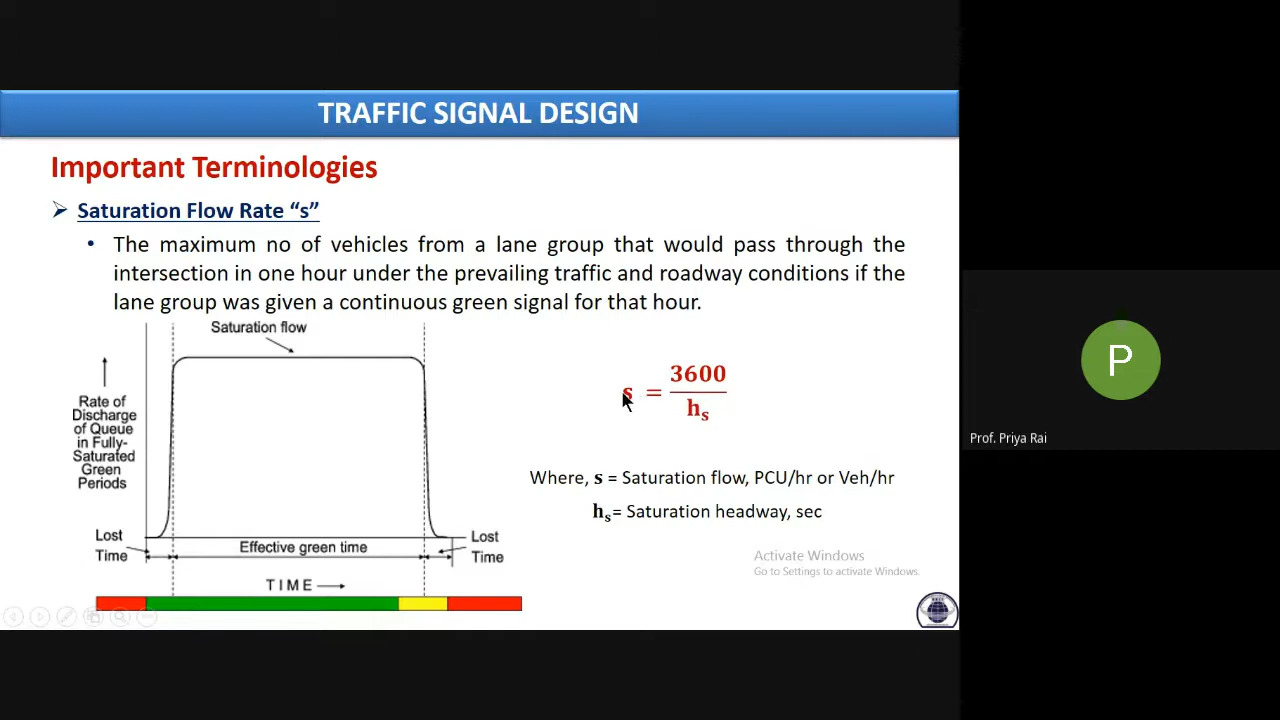 TRAFFIC SIGNAL DESIGN
Important Terminologies
➢ Saturation Flow Rate “s”
• The maximum no of vehicles from a lane group that would pass through the
intersection in one hour under the prevailing traffic and roadway conditions if the
lane group was given a continuous green signal for that hour.
Saturation flow
Rate of
Discharge
of Queue
in Fully-
Saturated
Green
Periods
Lost
Time
Effective green time
Lost
Time
TIME
s = 3600 / hs
Where, s = Saturation flow, PCU/hr or Veh/hr
hs= Saturation headway, sec
Activate Windows
Go to Settings to activate Windows.
P
Prof. Priya Rai